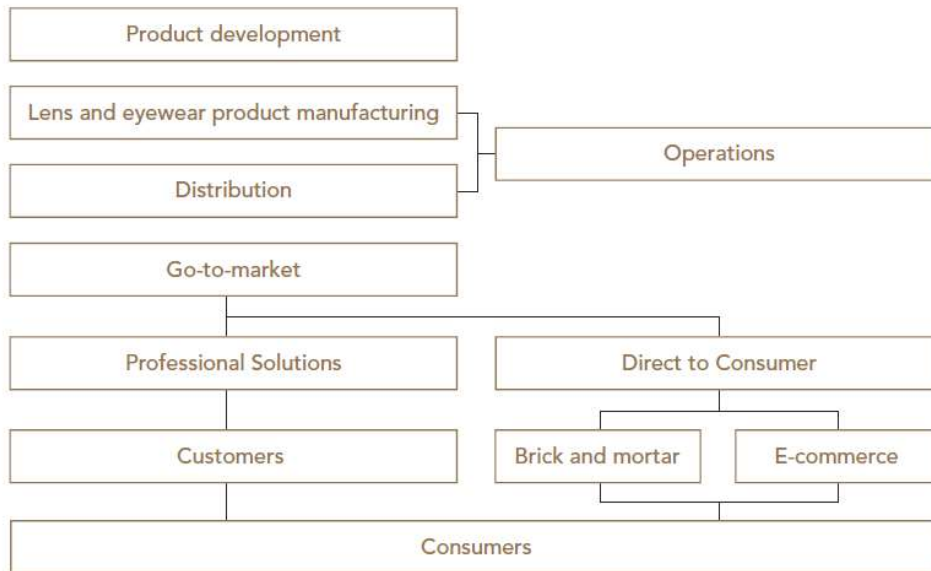 Product development
Lens and eyewear product manufacturing
Operations
Distribution
Go-to-market
Professional Solutions
Direct to Consumer
Customers
Brick and mortar
E-commerce
Consumers